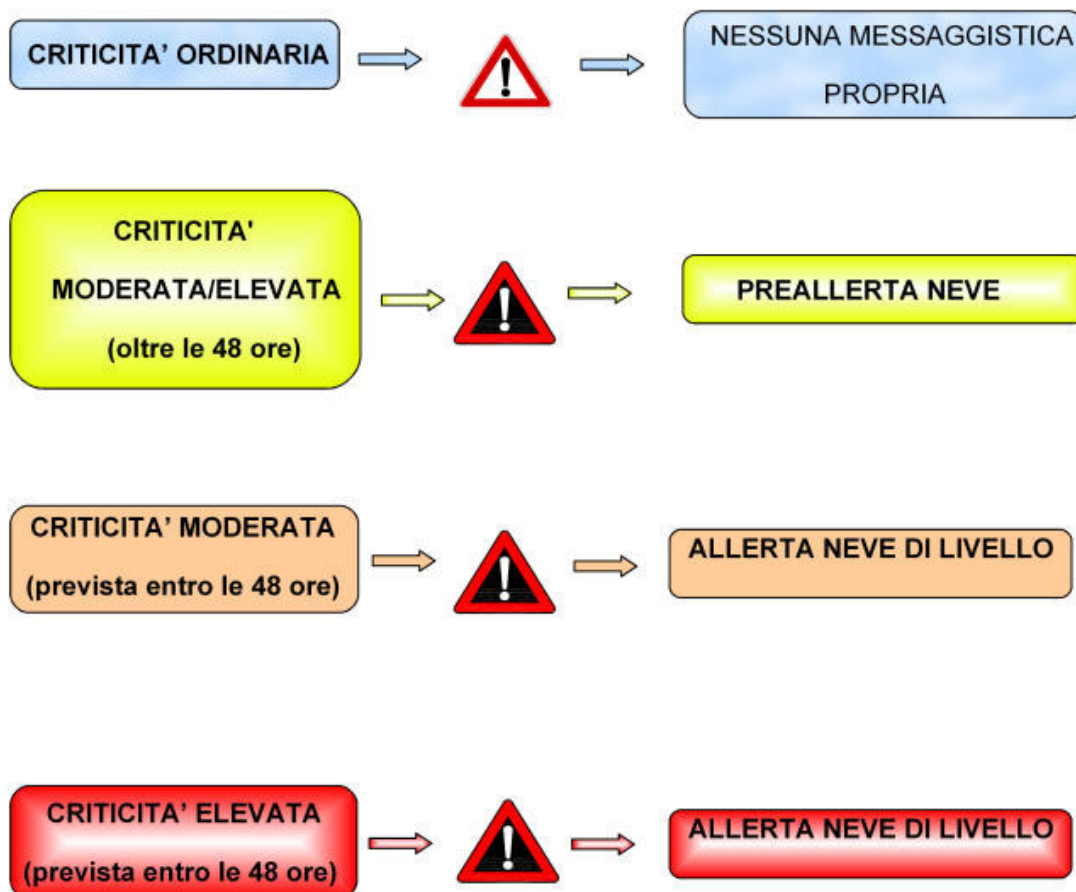 CRITICITA’ ORDINARIA
NESSUNA MESSAGGISTICA
PROPRIA
CRITICITA'
MODERATA/ELEVATA
(oltre le 48 ore)
PREALLERTA NEVE
CRITICITA’ MODERATA
(prevista entro le 48 ore)
ALLERTA NEVE DI LIVELLO
CRITICITA’ ELEVATA
(prevista entro le 48 ore)
ALLERTA NEVE DI LIVELLO